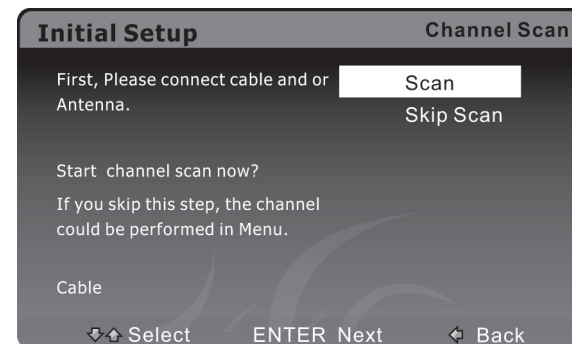 Initial Setup
Channel Scan
First, Please connect cable and or
Antenna.
Scan
Skip Scan
Start channel scan now?
If you skip this step, the channel
could be performed in Menu.
Cable
Select ENTER Next Back